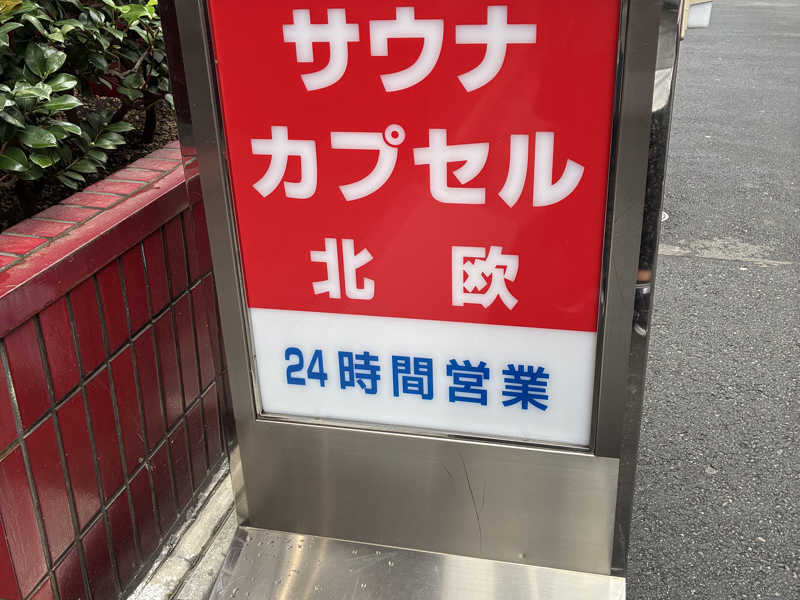 サウナ
カプセル
北欧
24時間営業